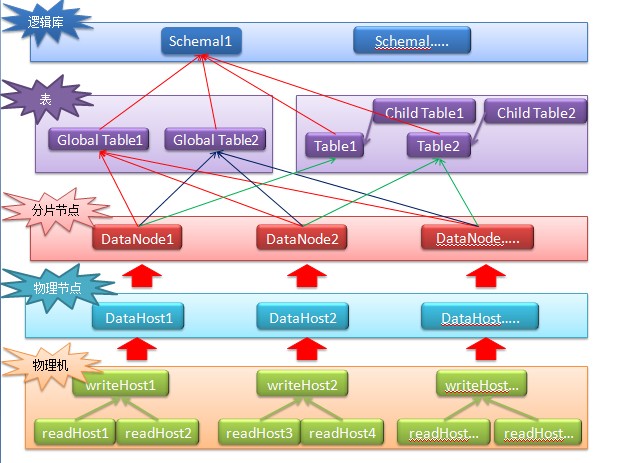 逻辑库
Schemal1
Schemal.....
表
Child Table1
Child Table2
Global Table1
Global Table2
Table1
Table2
分片节点
DataNode1
DataNode2
DataNode.....
物理节点
DataHost1
DataHost2
DataHost.....
物理机
writeHost1
writeHost2
writeHost...
readHost1
readHost2
readHost3
readHost4
readHost...
readHost...